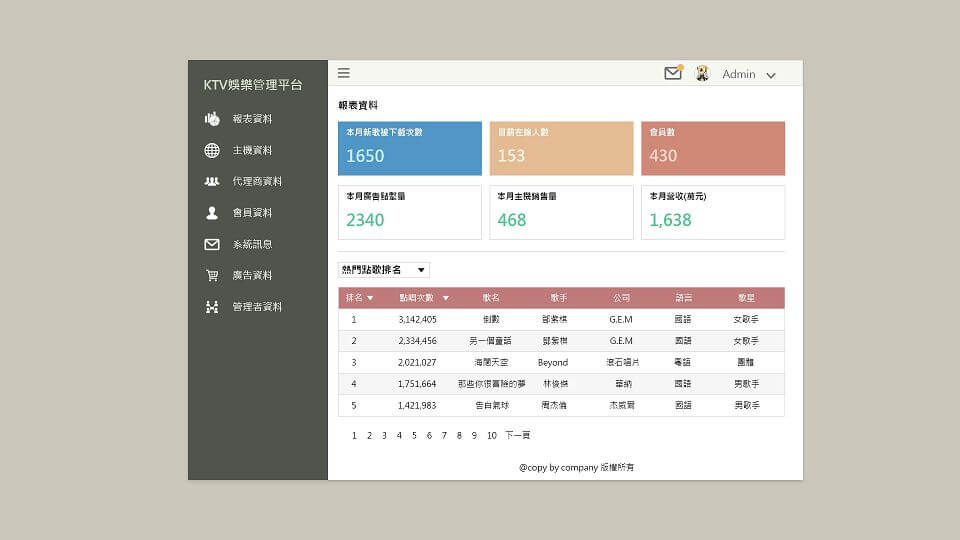 KTV娛樂管理平台
報表資料
主機資料
代理商資料
會員資料
系統訊息
廣告資料
管理者資料
Admin
報表資料
本月新歌被下載次數
1650
目前在線人數
153
會員數
430
本月廣告點擊量
2340
本月主機銷售量
468
本月營收(萬元)
1,638
熱門點歌排名
排名 點唱次數 歌名 歌手 公司 語言 歌星
1 3,142,405 倒數 鄧紫棋 G.E.M 國語 女歌手
2 2,334,456 另一個童話 鄧紫棋 G.E.M 國語 女歌手
3 2,021,027 海闊天空 Beyond 滾石唱片 粵語 團體
4 1,751,664 那些你很冒險的夢 林俊傑 華納 國語 男歌手
5 1,421,983 告白氣球 周杰倫 杰威爾 國語 男歌手
1 2 3 4 5 6 7 8 9 10 下一頁
@copy by company 版權所有